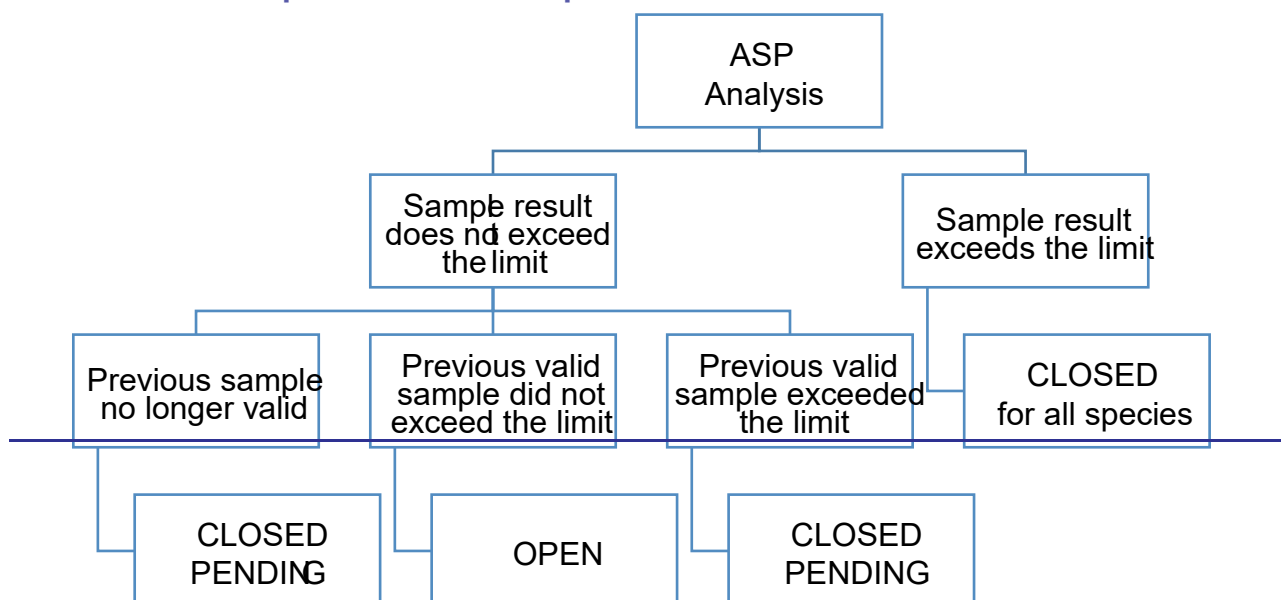 ASP
Analysis
Sample result
does not exceed
the limit
Sample result
exceeds the limit
Previous sample
no longer valid
Previous valid
sample did not
exceed the limit
Previous valid
sample exceeded
the limit
CLOSED
for all species
CLOSED
PENDING
OPEN
CLOSED
PENDING